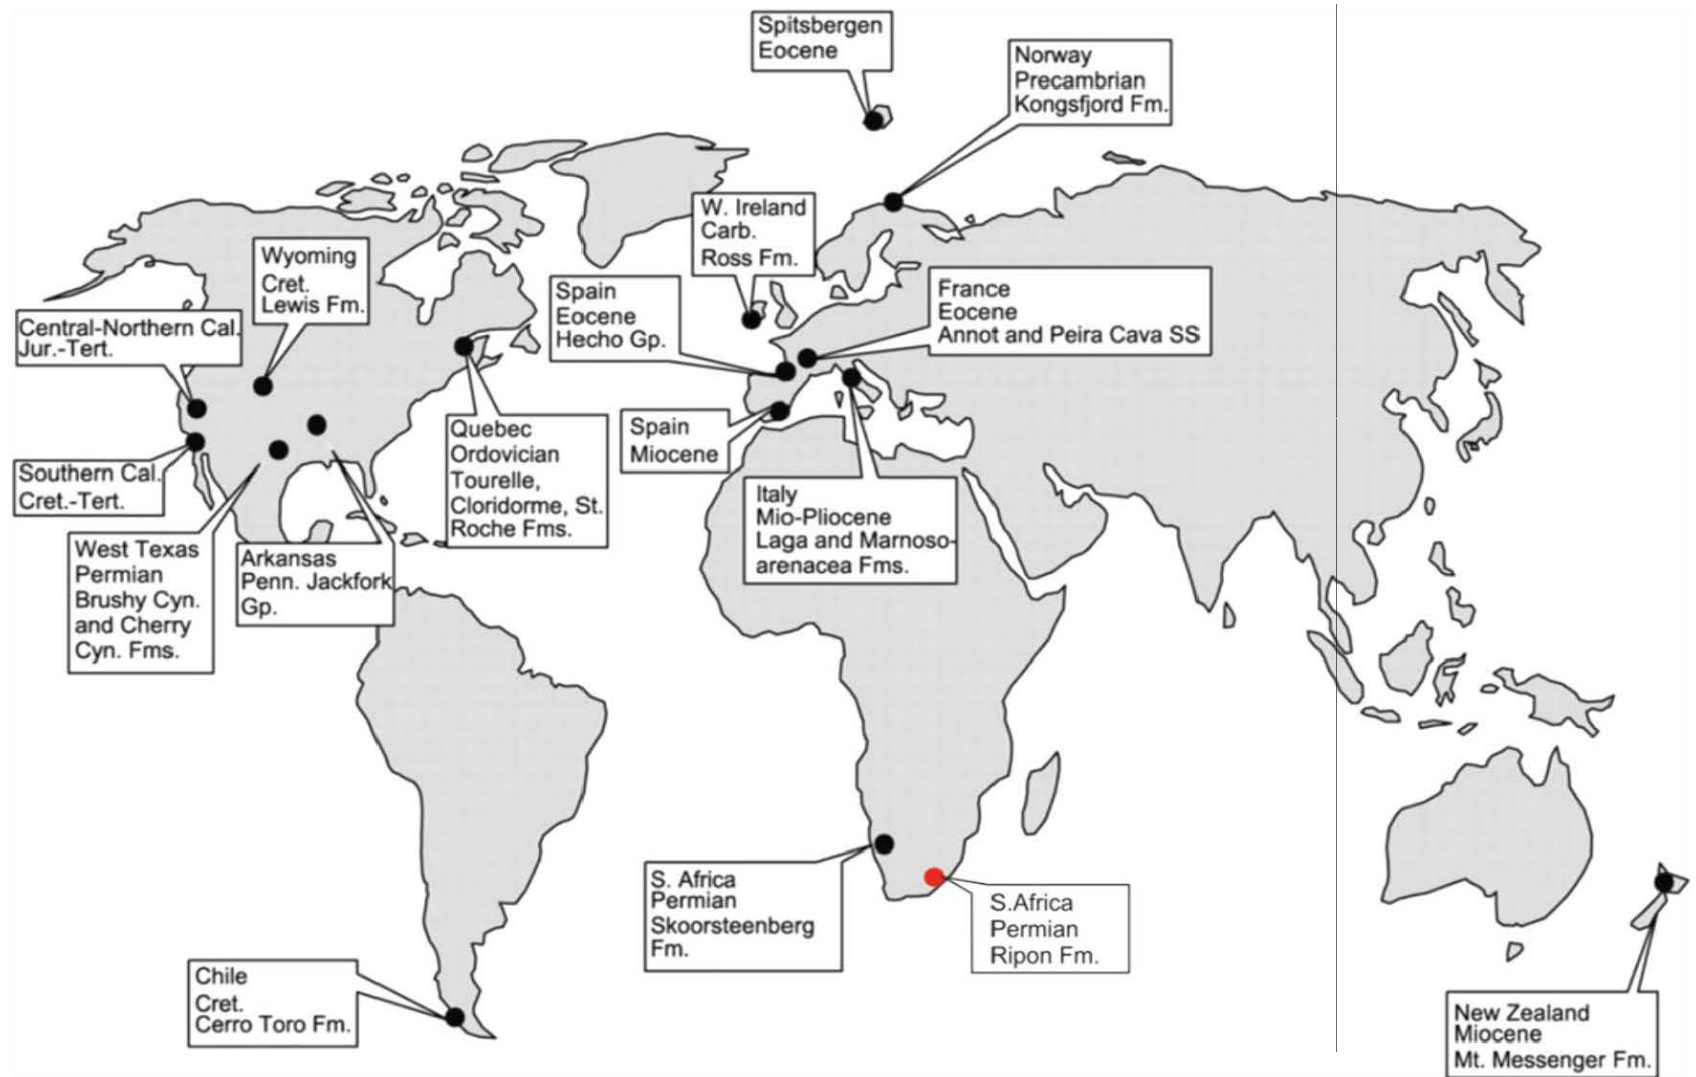 Spitsbergen
Eocene
Norway
Precambrian
Kongsfjord Fm.
W. Ireland
Carb.
Ross Fm.
Wyoming
Cret.
Lewis Fm.
Central-Northern Cal.
Jur.-Tert.
Spain
Eocene
Hecho Gp.
France
Eocene
Annot and Peira Cava SS
Southern Cal.
Cret.-Tert.
Quebec
Ordovician
Tourelle,
Cloridorme, St.
Roche Fms.
Spain
Miocene
Italy
Mio-Pliocene
Laga and Marnoso-
arenacea Fms.
West Texas
Permian
Brushy Cyn.
and Cherry
Cyn. Fms.
Arkansas
Penn. Jackfork
Gp.
S. Africa
Permian
Skoorsteenberg
Fm.
S.Africa
Permian
Ripon Fm.
Chile
Cret.
Cerro Toro Fm.
New Zealand
Miocene
Mt. Messenger Fm.